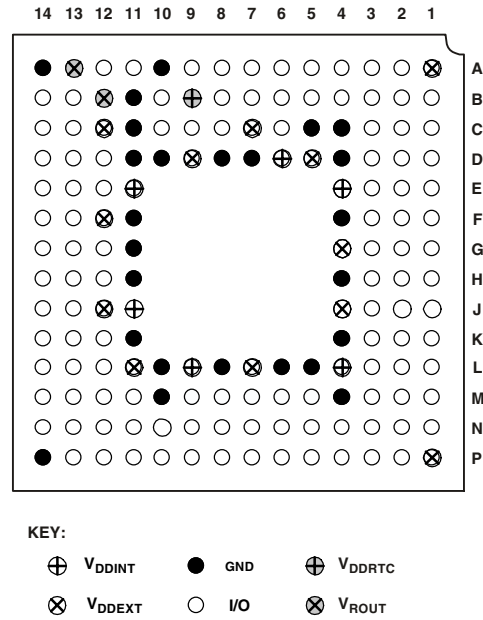 14 13 12 11 10 9 8 7 6 5 4 3 2 1
A
B
C
D
E
F
G
H
J
K
L
M
N
P
KEY:
VDDINT GND VDDRTC
VDDEXT I/O VROUT